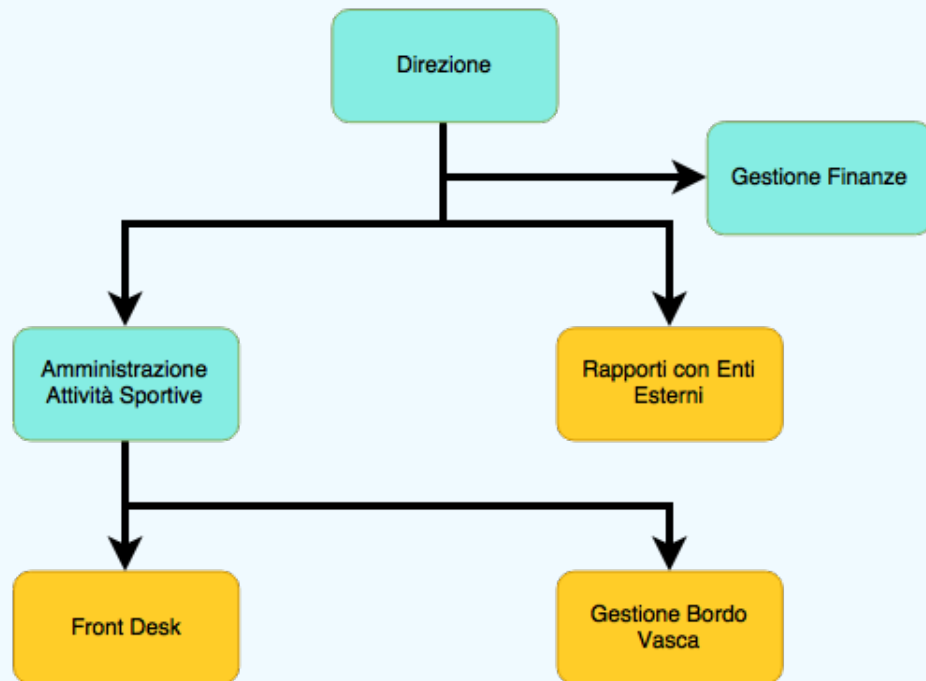 Direzione
Gestione Finanze
Amministrazione
Attività Sportive
Rapporti con Enti
Esterni
Front Desk
Gestione Bordo
Vasca